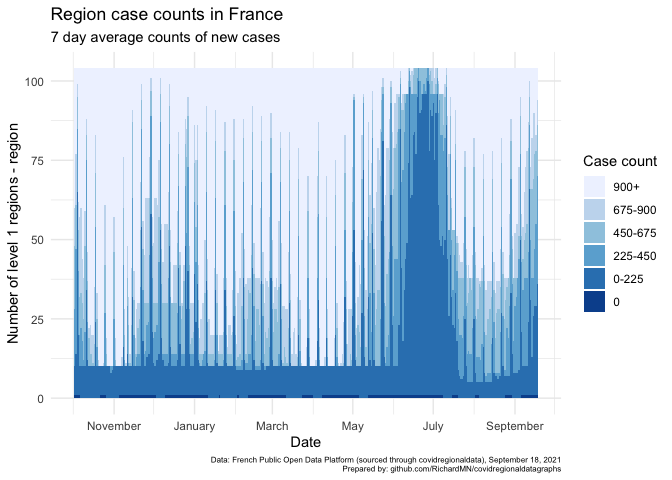 Region case counts in France
7 day average counts of new cases
Number of level 1 regions - region
100
75
50
25
0
November
January
March
May
July
September
Date
Case count
900+
675-900
450-675
225-450
0-225
0
Data: French Public Open Data Platform (sourced through covidregionaldata), September 18, 2021
Prepared by: github.com/RichardMN/covidregionaldatagraphs